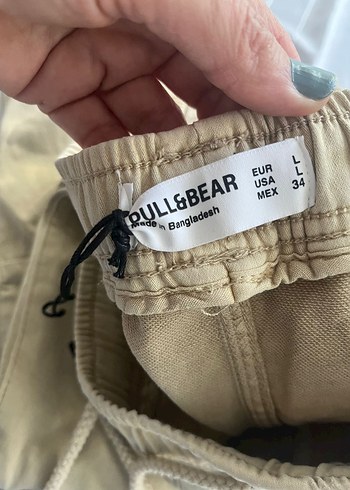 PULL&BEAR
Made in Bangladesh
EUR L
USA L
MEX 34